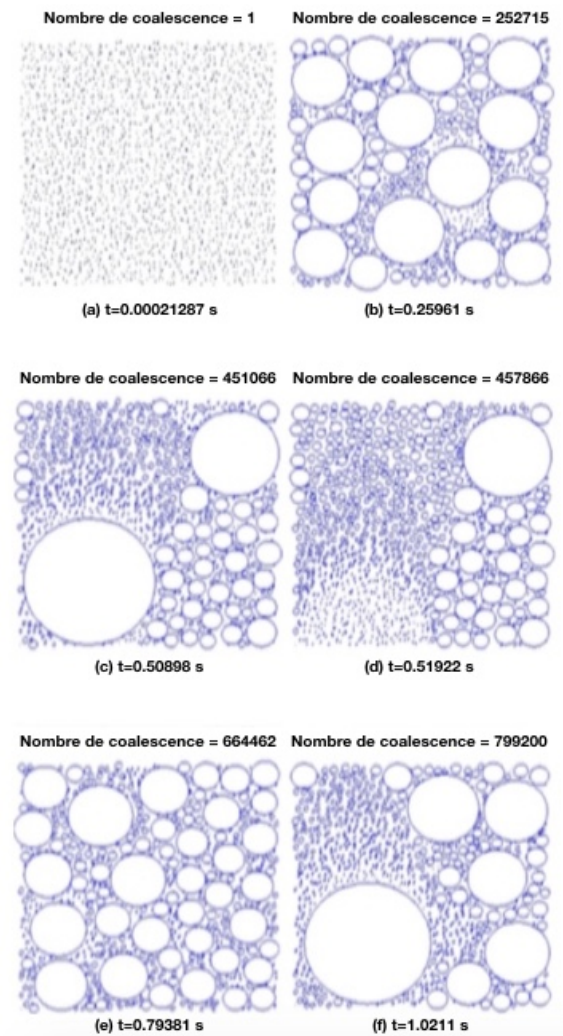 Nombre de coalescence = 1
Nombre de coalescence = 252715
(a) t=0.00021287 s
(b) t=0.25961 s
Nombre de coalescence = 451066
Nombre de coalescence = 457866
(c) t=0.50898 s
(d) t=0.51922 s
Nombre de coalescence = 664462
Nombre de coalescence = 799200
(e) t=0.79381 s
(f) t=1.0211 s